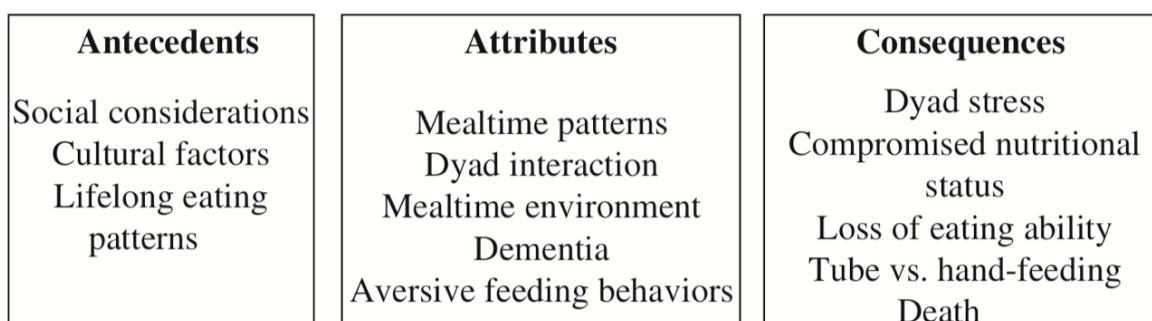 Antecedents
Social considerations
Cultural factors
Lifelong eating
patterns
Attributes
Mealtime patterns
Dyad interaction
Mealtime environment
Dementia
Aversive feeding behaviors
Consequences
Dyad stress
Compromised nutritional
status
Loss of eating ability
Tube vs. hand-feeding
Death